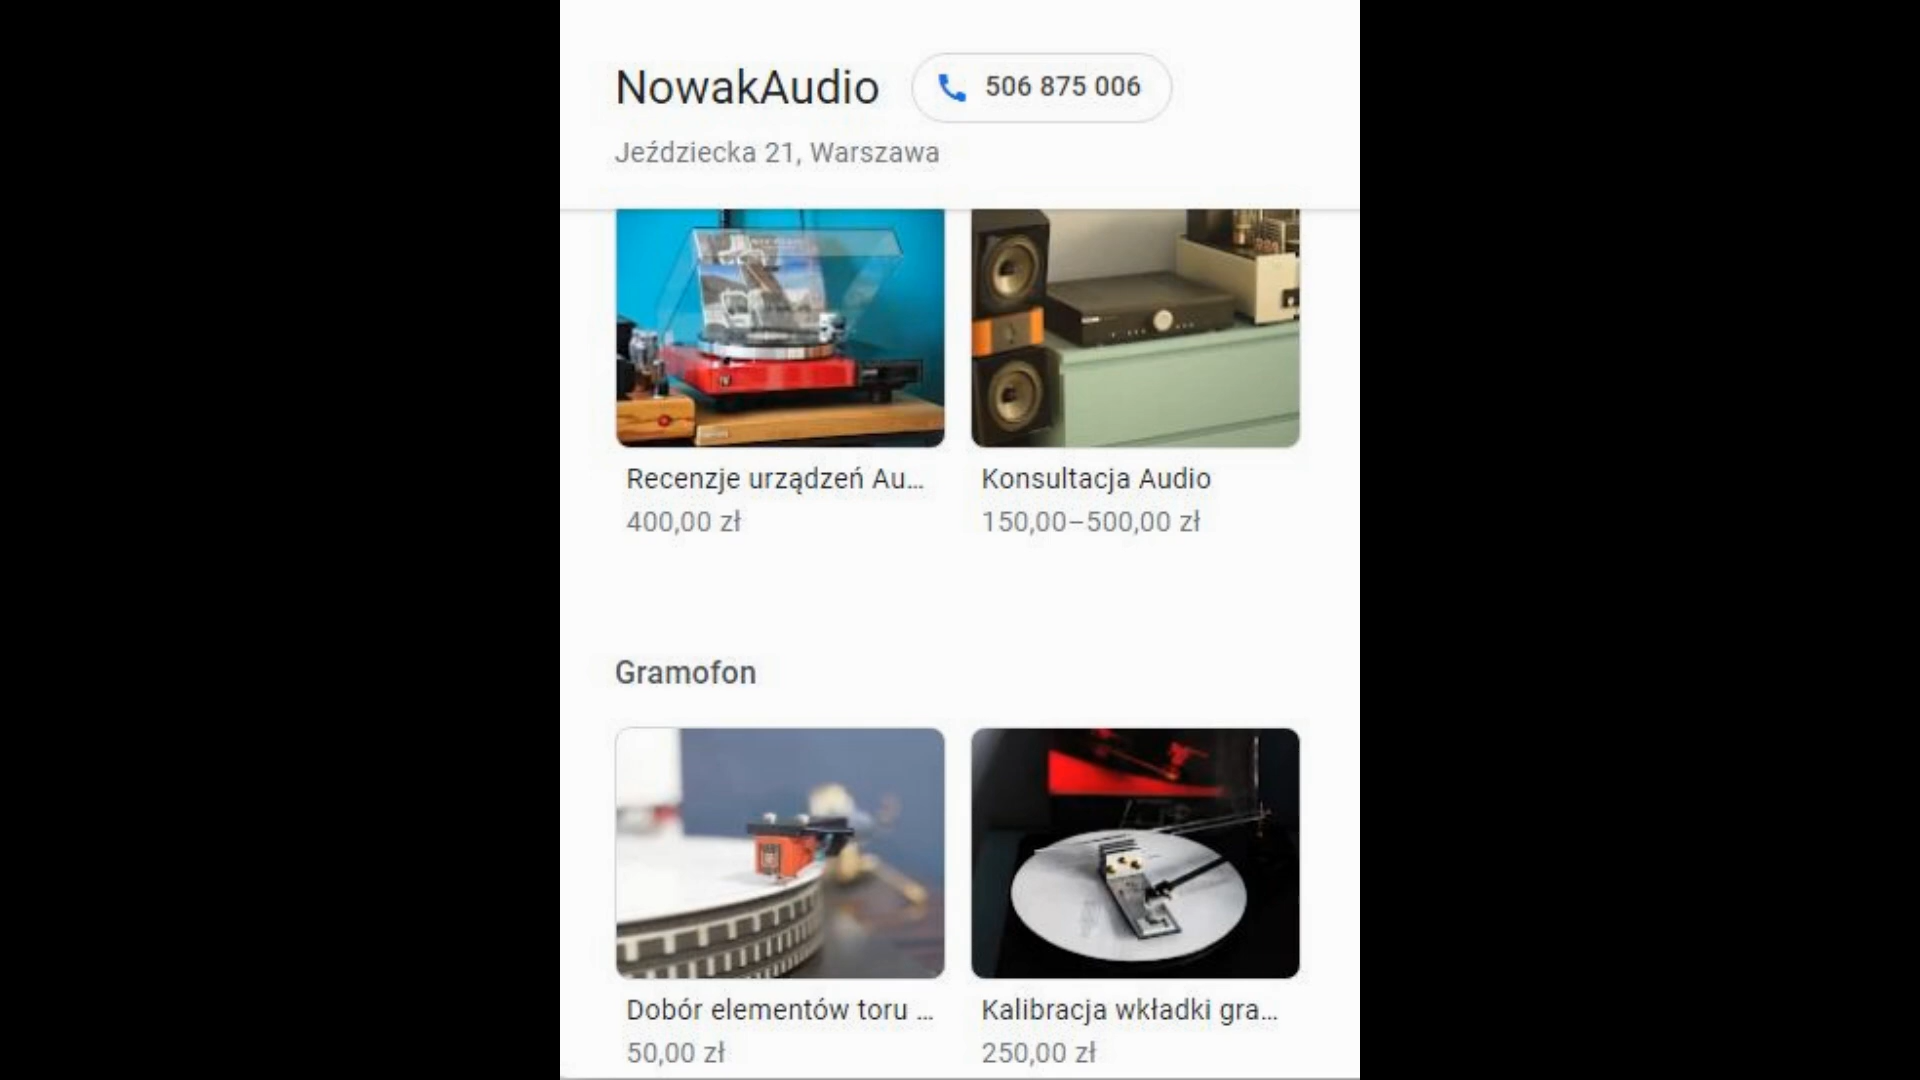 NowakAudio
506 875 006
Jeździecka 21, Warszawa
Recenzje urządzeń Au...
400,00 zł
Konsultacja Audio
150,00–500,00 zł
Gramofon
Dobór elementów toru ...
50,00 zł
Kalibracja wkładki gra...
250,00 zł